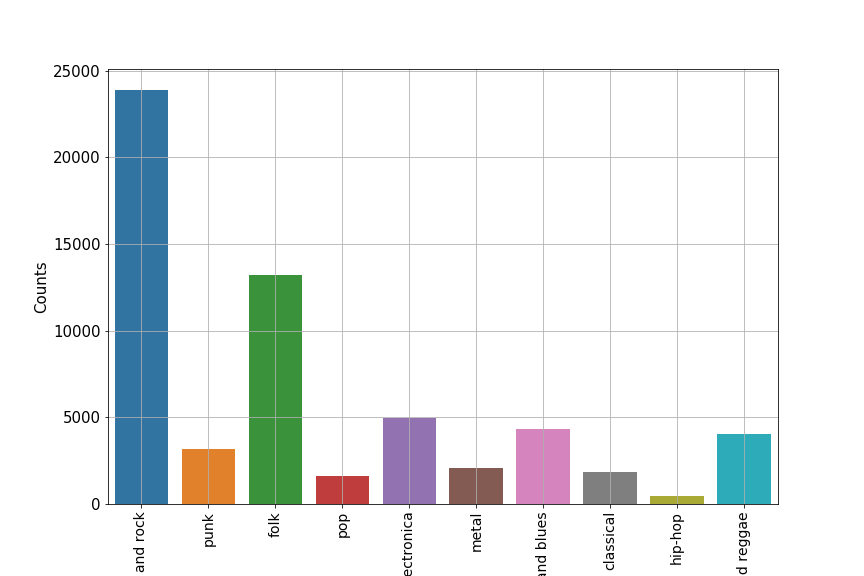 25000
20000
15000
10000
5000
0
Counts
and rock
punk
folk
pop
ectronica
metal
and blues
classical
hip-hop
d reggae